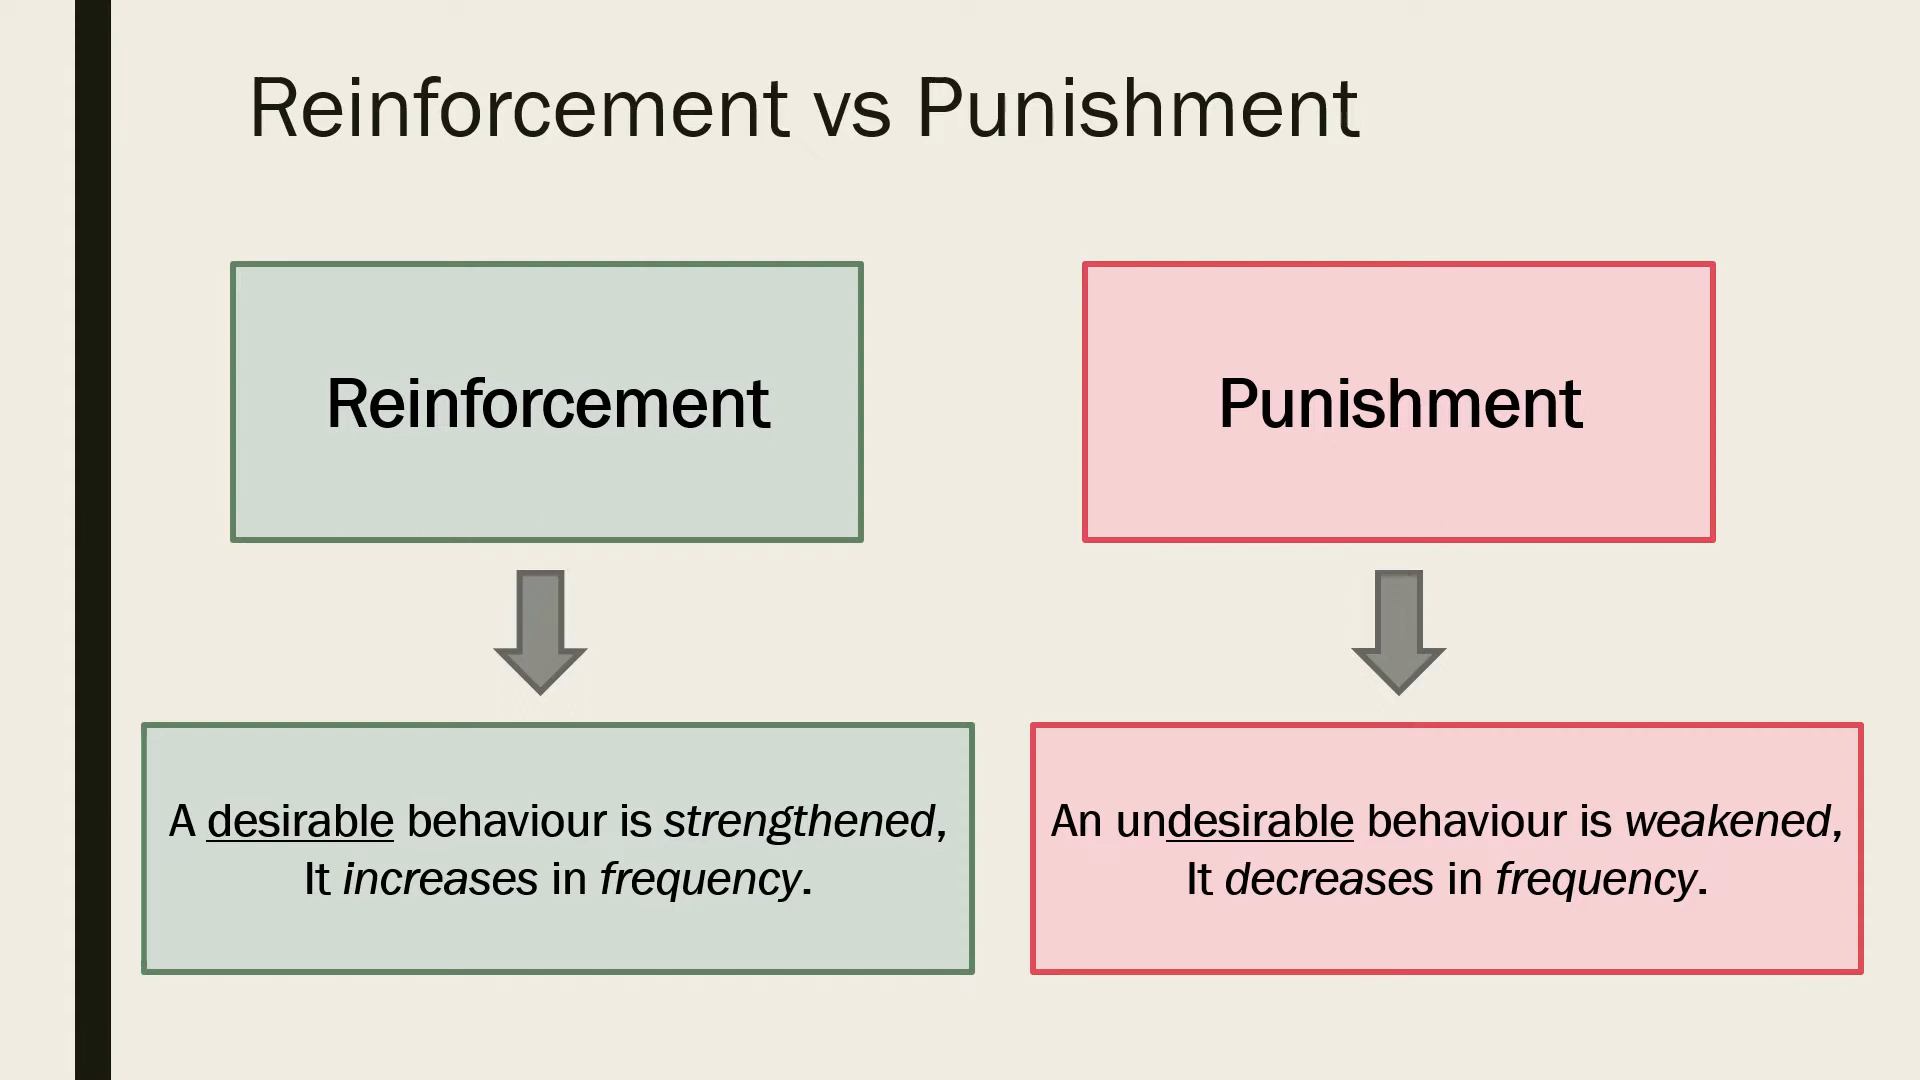 Reinforcement vs Punishment
Reinforcement
Punishment
A desirable behaviour is strengthened,
It increases in frequency.
An undesirable behaviour is weakened,
It decreases in frequency.